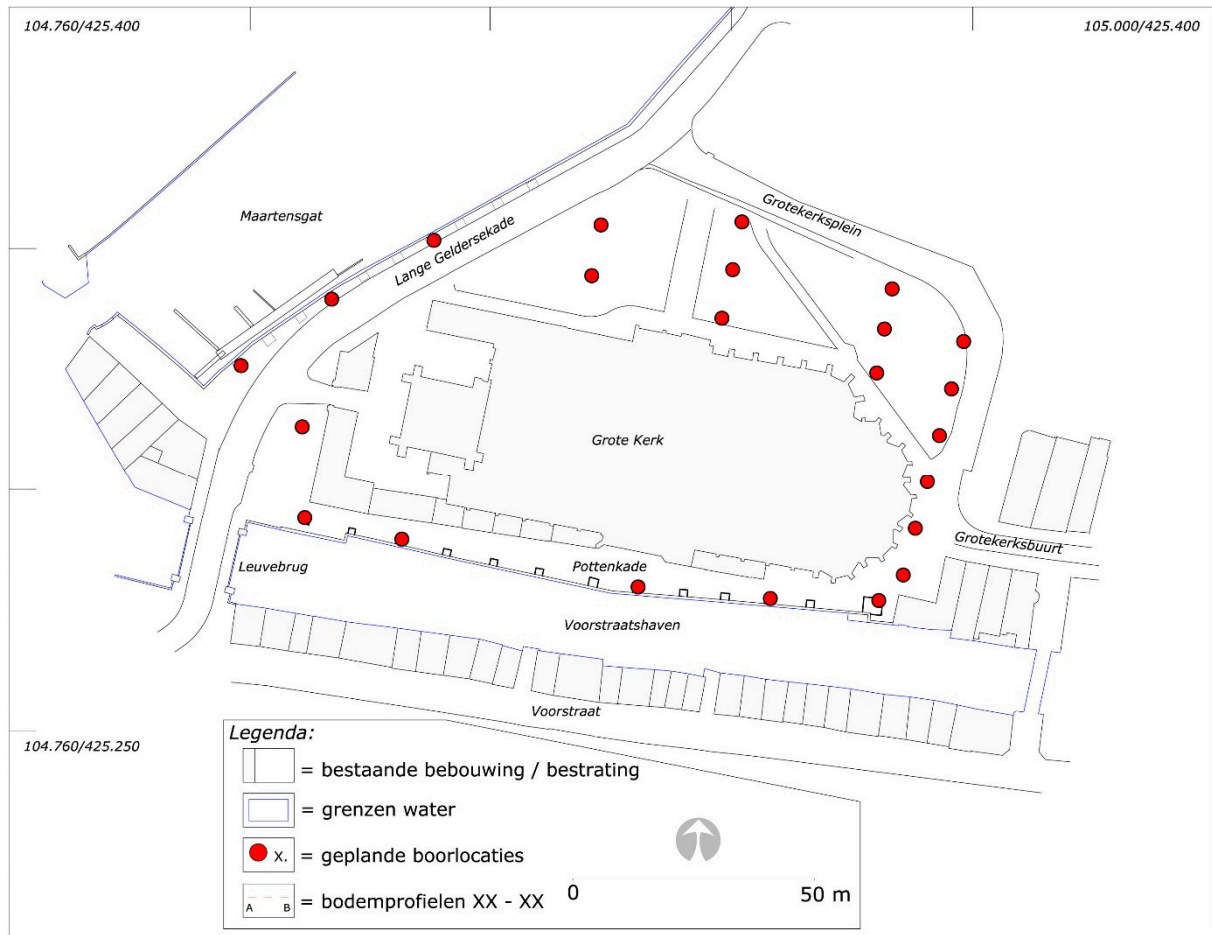 104.760/425.400
105.000/425.400
Maartensgat
Grotekerksplein
Lange Geldersekade
Grote Kerk
Grotekerksbuurt
Leuvebrug
Pottenkade
Voorstraatshaven
Voorstraat
104.760/425.250
Legenda:
= bestaande bebouwing / bestrating
= grenzen water
X. = geplande boorlocaties
A B = bodemprofielen XX - XX
0 50 m